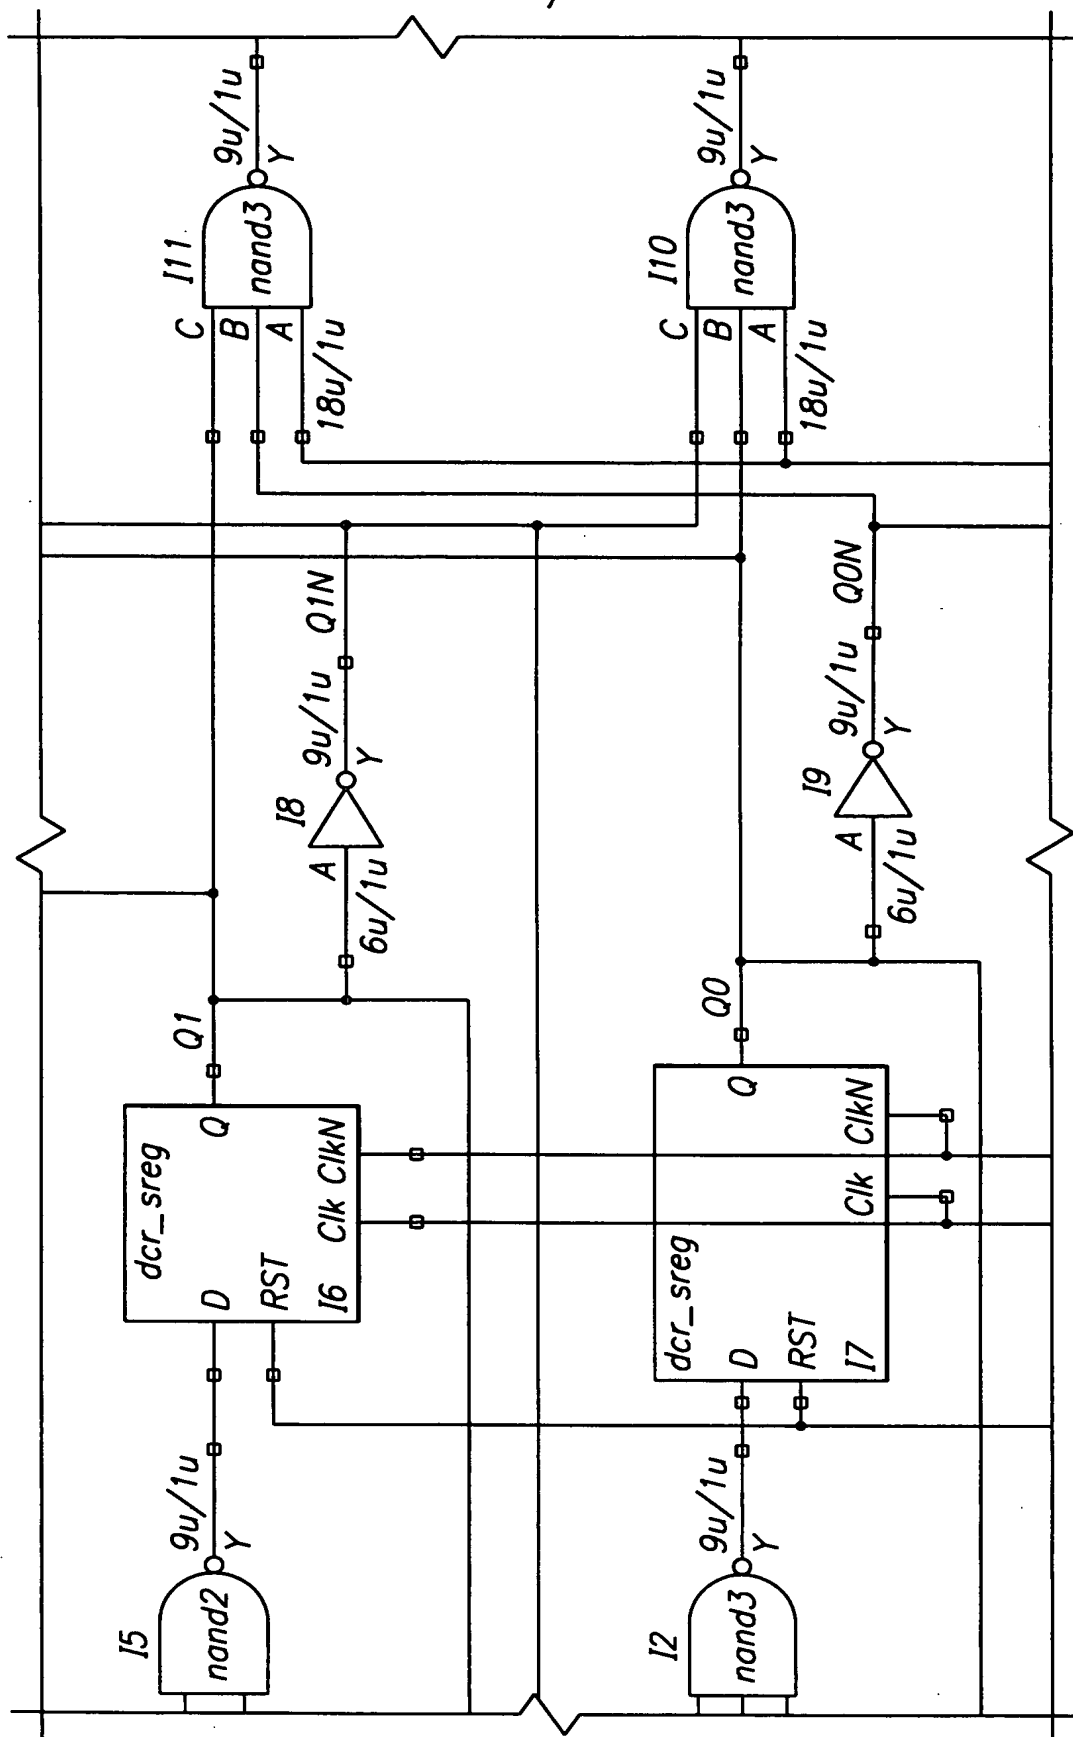 I5
nand2
9u/1u
Y
dcr_sreg
D
RST
I6
Q
Clk ClkN
Q1
I8
A
6u/1u
9u/1u
Y
Q1N
I11
C
B
A
18u/1u
nand3
9u/1u
Y
I2
nand3
9u/1u
Y
dcr_sreg
D
RST
I7
Q
Clk ClkN
Q0
I9
A
6u/1u
9u/1u
Y
Q0N
I10
C
B
A
18u/1u
nand3
9u/1u
Y